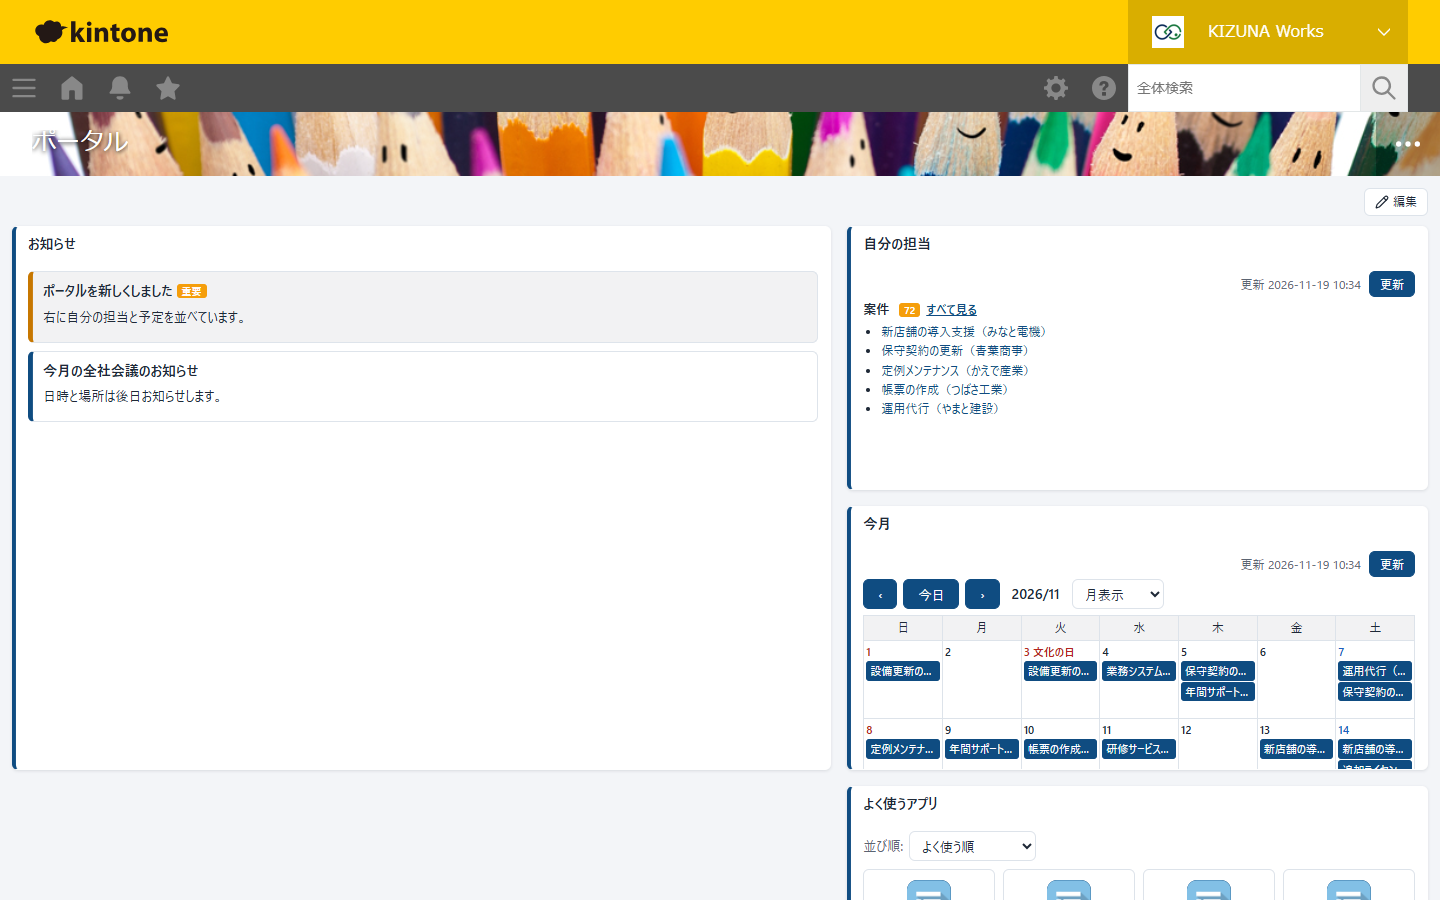 kintone
KIZUNA Works
全体検索
ポータル
編集
お知らせ
ポータルを新しくしました 重要
右に自分の担当と予定を並べています。
今月の全社会議のお知らせ
日時と場所は後日お知らせします。
自分の担当
更新 2026-11-19 10:34 更新
案件 72 すべて見る
新店舗の導入支援（みなと電機）
保守契約の更新（青葉商事）
定例メンテナンス（かえで産業）
帳票の作成（つばさ工業）
運用代行（やまと建設）
今月
更新 2026-11-19 10:34 更新
‹ 今日 › 2026/11 月表示
日 月 火 水 木 金 土
1 2 3 文化の日 4 5 6 7
設備更新の... 設備更新の... 業務システム... 保守契約の... 運用代行（...
年間サポート... 保守契約の...
8 9 10 11 12 13 14
定例メンテナ... 年間サポート... 帳票の作成... 研修サービス... 新店舗の導... 新店舗の導...
よく使うアプリ
並び順: よく使う順